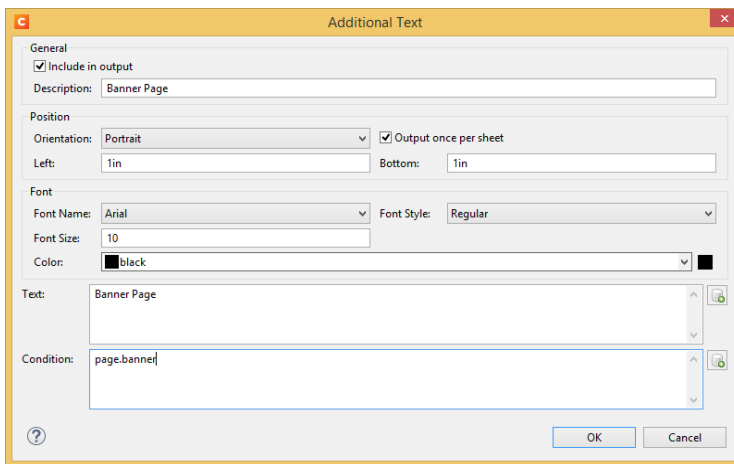 C Additional Text ×
General
Include in output
Description: Banner Page
Position
Orientation: Portrait Output once per sheet
Left: 1in Bottom: 1in
Font
Font Name: Arial Font Style: Regular
Font Size: 10
Color: black
Text: Banner Page
Condition: page.banner
? OK Cancel